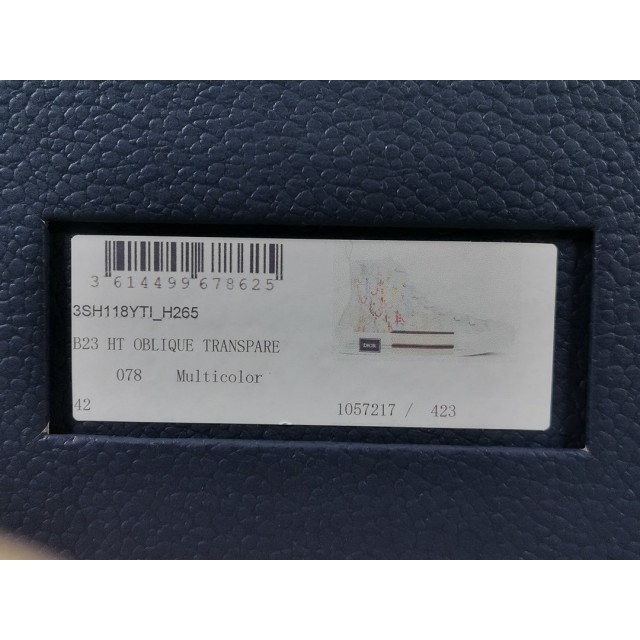 3 614499 678625
3SH118YTI_H265
B23 HT OBLIQUE TRANSPARE
078 Multicolor
42
1057217 / 423